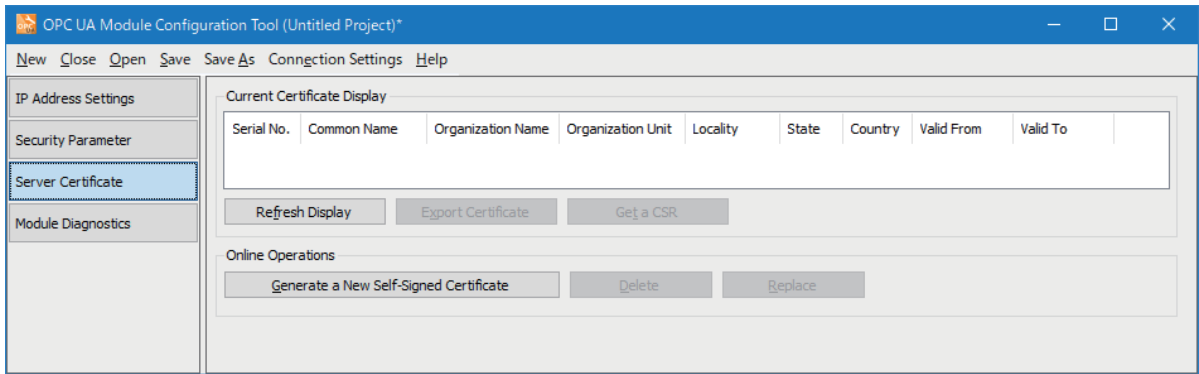 OPC UA Module Configuration Tool (Untitled Project)*
New Close Open Save Save As Connection Settings Help
IP Address Settings
Security Parameter
Server Certificate
Module Diagnostics
Current Certificate Display
Serial No. Common Name Organization Name Organization Unit Locality State Country Valid From Valid To
Refresh Display Export Certificate Get a CSR
Online Operations
Generate a New Self-Signed Certificate Delete Replace